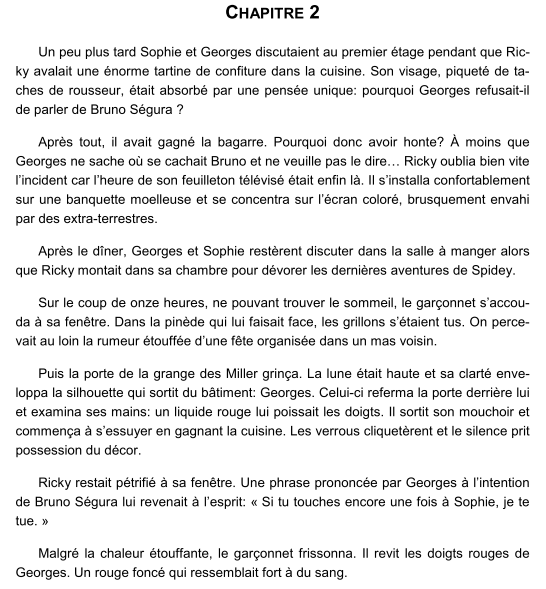 CHAPITRE 2
Un peu plus tard Sophie et Georges discutaient au premier étage pendant que Ric-
ky avalait une énorme tartine de confiture dans la cuisine. Son visage, piqueté de ta-
ches de rousseur, était absorbé par une pensée unique: pourquoi Georges refusait-il
de parler de Bruno Ségura ?
Après tout, il avait gagné la bagarre. Pourquoi donc avoir honte? À moins que
Georges ne sache où se cachait Bruno et ne veuille pas le dire… Ricky oublia bien vite
l’incident car l’heure de son feuilleton télévisé était enfin là. Il s’installa confortablement
sur une banquette moelleuse et se concentra sur l’écran coloré, brusquement envahi
par des extra-terrestres.
Après le dîner, Georges et Sophie restèrent discuter dans la salle à manger alors
que Ricky montait dans sa chambre pour dévorer les dernières aventures de Spidey.
Sur le coup de onze heures, ne pouvant trouver le sommeil, le garçonnet s’accou-
da à sa fenêtre. Dans la pinède qui lui faisait face, les grillons s’étaient tus. On perce-
vait au loin la rumeur étouffée d’une fête organisée dans un mas voisin.
Puis la porte de la grange des Miller grinça. La lune était haute et sa clarté enve-
loppa la silhouette qui sortit du bâtiment: Georges. Celui-ci referma la porte derrière lui
et examina ses mains: un liquide rouge lui poissait les doigts. Il sortit son mouchoir et
commença à s’essuyer en gagnant la cuisine. Les verrous cliquetèrent et le silence prit
possession du décor.
Ricky restait pétrifié à sa fenêtre. Une phrase prononcée par Georges à l’intention
de Bruno Ségura lui revenait à l’esprit: « Si tu touches encore une fois à Sophie, je te
tue. »
Malgré la chaleur étouffante, le garçonnet frissonna. Il revit les doigts rouges de
Georges. Un rouge foncé qui ressemblait fort à du sang.